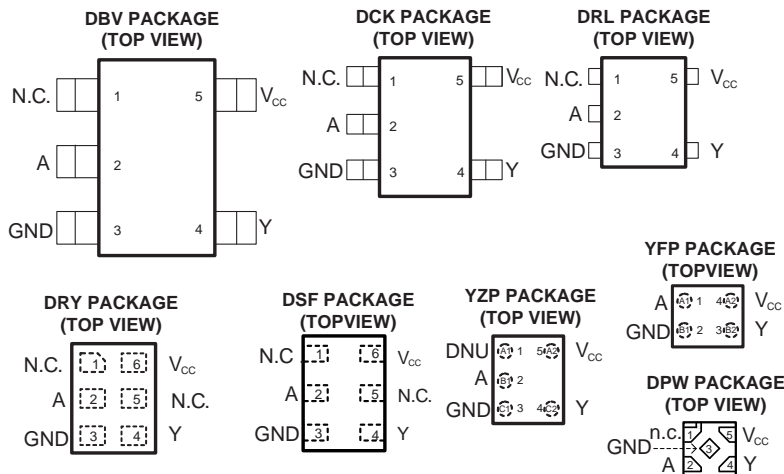 DBV PACKAGE
(TOP VIEW)
N.C. 1 5 VCC
A 2
GND 3 4 Y
DCK PACKAGE
(TOP VIEW)
N.C. 1 5 VCC
A 2
GND 3 4 Y
DRL PACKAGE
(TOP VIEW)
N.C. 1 5 VCC
A 2
GND 3 4 Y
DRY PACKAGE
(TOP VIEW)
N.C. 1 6 VCC
A 2 5 N.C.
GND 3 4 Y
DSF PACKAGE
(TOPVIEW)
N.C 1 6 VCC
A 2 5 N.C.
GND 3 4 Y
YZP PACKAGE
(TOP VIEW)
DNU A1 1 5 A2 VCC
A B1 2
GND C1 3 4 C2 Y
YFP PACKAGE
(TOPVIEW)
A A1 1 4 A2 VCC
GND B1 2 3 B2 Y
DPW PACKAGE
(TOP VIEW)
n.c. 1 5 VCC
GND 3
A 2 4 Y